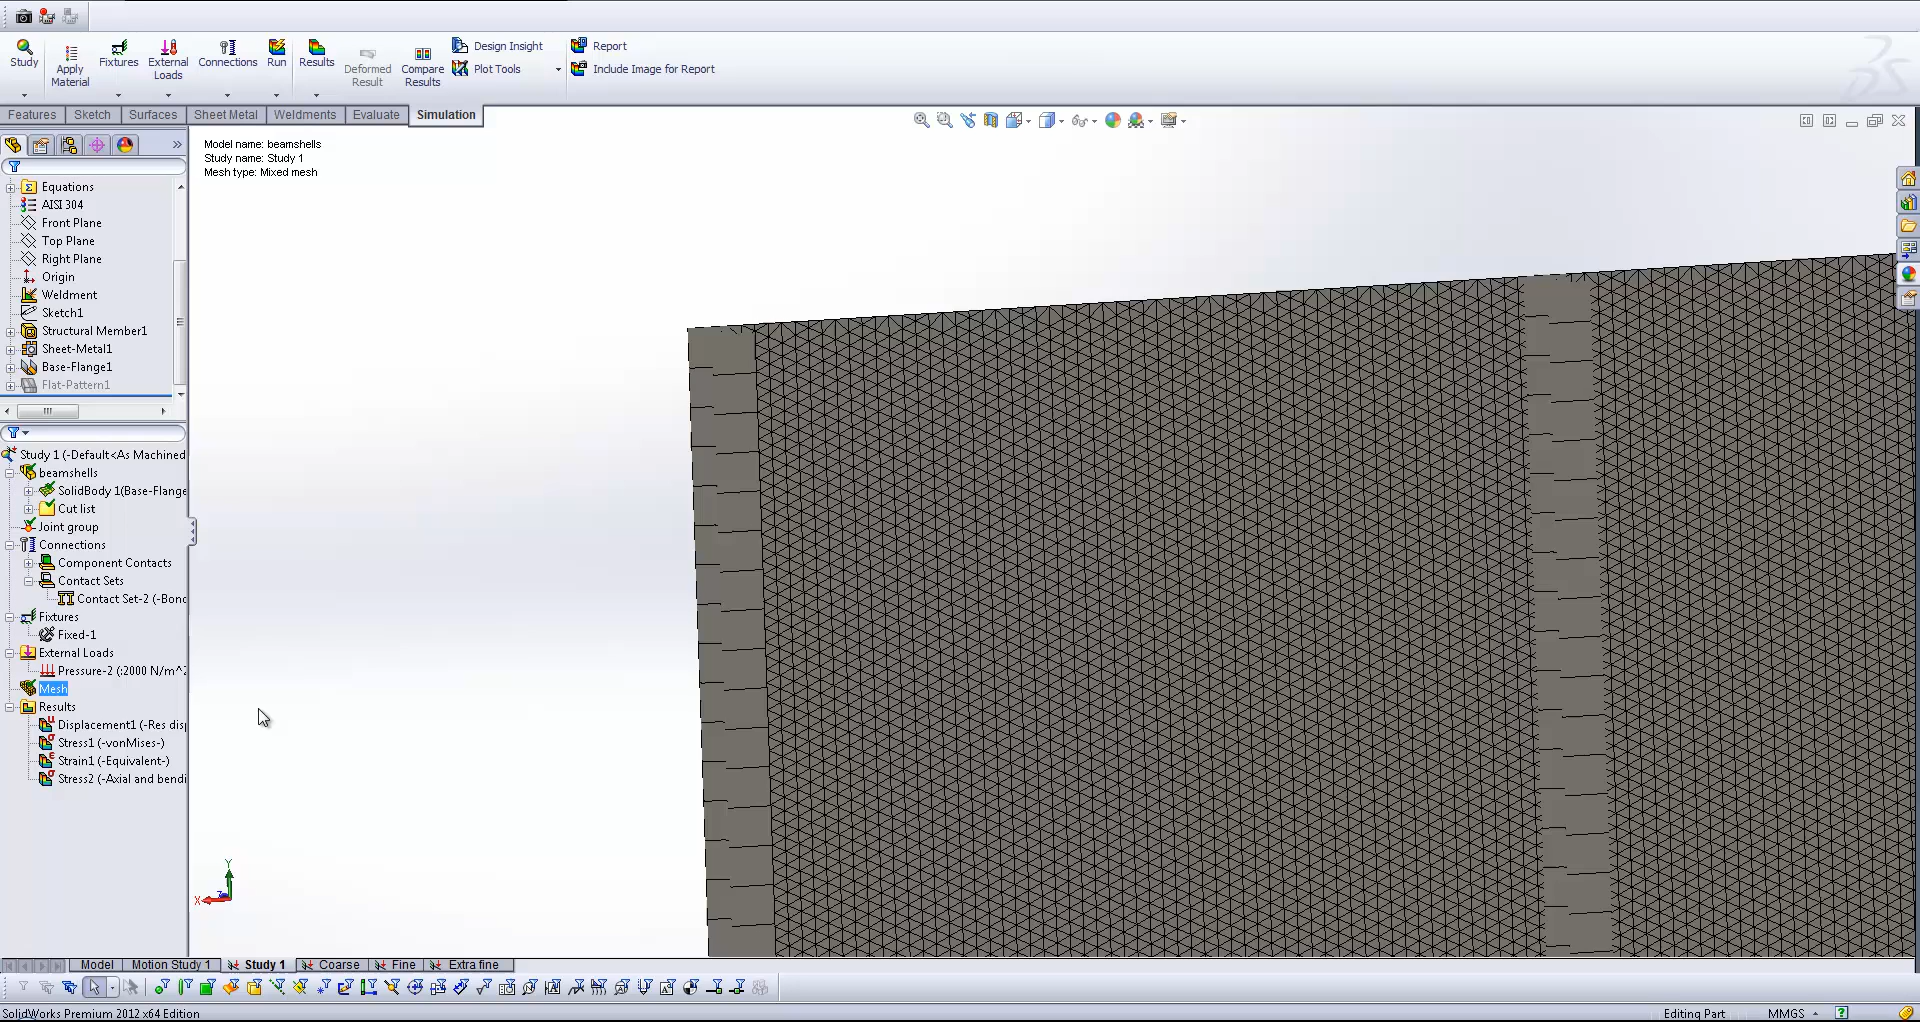 Study
Apply Material
Fixtures
External Loads
Connections
Run
Results
Deformed Result
Compare Results
Design Insight
Plot Tools
Report
Include Image for Report
Features
Sketch
Surfaces
Sheet Metal
Weldments
Evaluate
Simulation
Model name: beamshells
Study name: Study 1
Mesh type: Mixed mesh
Equations
AISI 304
Front Plane
Top Plane
Right Plane
Origin
Weldment
Sketch1
Structural Member1
Sheet-Metal1
Base-Flange1
Flat-Pattern1
Study 1 (-Default<As Machined
beamshells
SolidBody 1(Base-Flange
Cut list
Joint group
Connections
Component Contacts
Contact Sets
Contact Set-2 (-Bond
Fixtures
Fixed-1
External Loads
Pressure-2 (:2000 N/m^2
Mesh
Results
Displacement1 (-Res disp
Stress1 (-vonMises-)
Strain1 (-Equivalent-)
Stress2 (-Axial and bendi
Y
X
Z
Model
Motion Study 1
Study 1
Coarse
Fine
Extra fine
SolidWorks Premium 2012 x64 Edition
Editing Part
MMGS